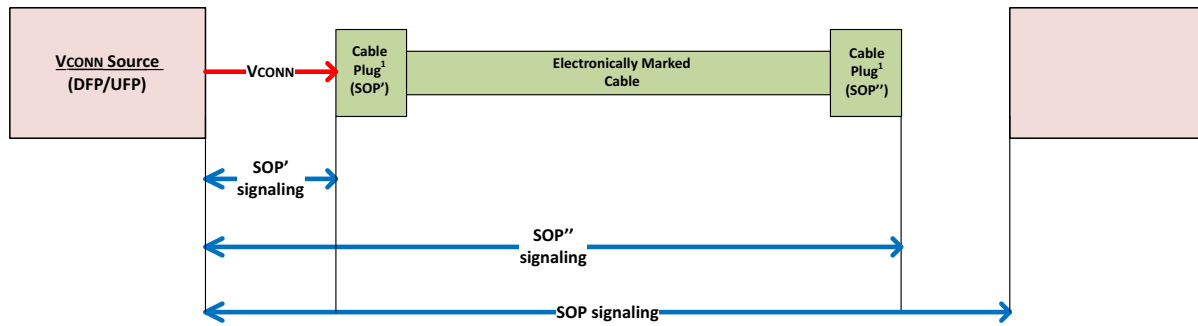 VCONN Source
(DFP/UFP)
VCONN
Cable
Plug1
(SOP’)
Electronically Marked
Cable
Cable
Plug1
(SOP’’)
SOP’
signaling
SOP’’
signaling
SOP signaling